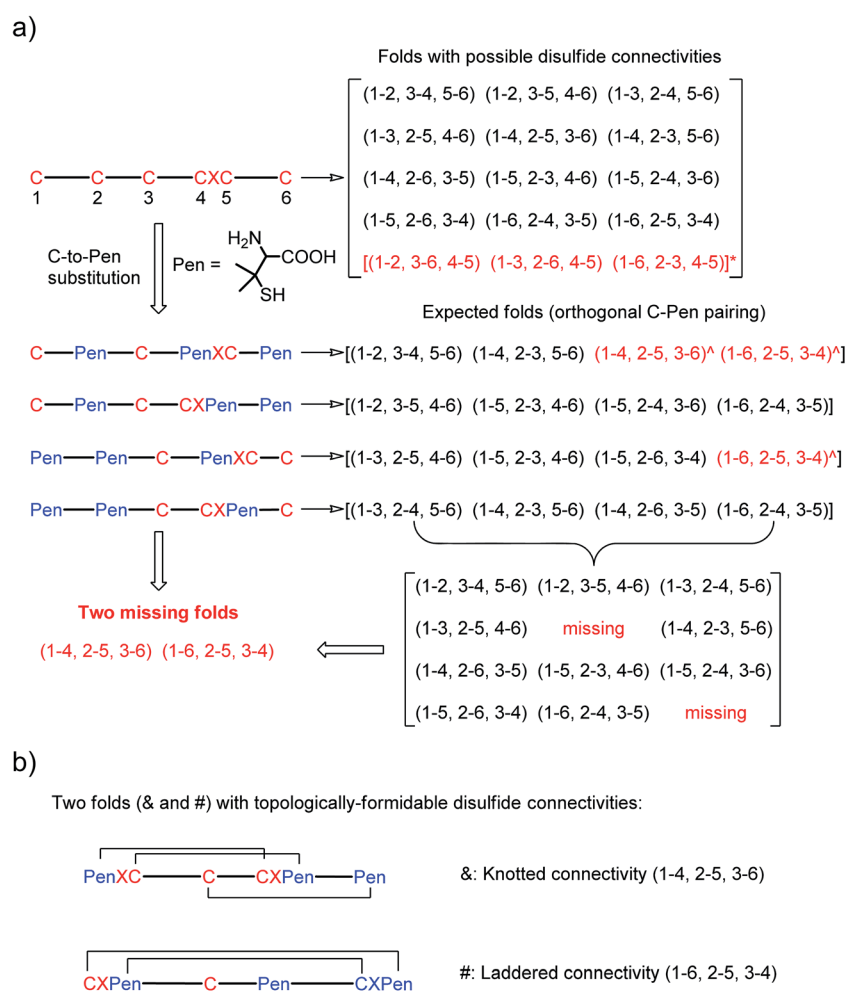 a)
Folds with possible disulfide connectivities
(1-2, 3-4, 5-6) (1-2, 3-5, 4-6) (1-3, 2-4, 5-6)
(1-3, 2-5, 4-6) (1-4, 2-5, 3-6) (1-4, 2-3, 5-6)
(1-4, 2-6, 3-5) (1-5, 2-3, 4-6) (1-5, 2-4, 3-6)
(1-5, 2-6, 3-4) (1-6, 2-4, 3-5) (1-6, 2-5, 3-4)
[(1-2, 3-6, 4-5) (1-3, 2-6, 4-5) (1-6, 2-3, 4-5)]*
C C C CXC C
1 2 3 4 5 6
C-to-Pen
substitution
Pen =
H2N
COOH
SH
Expected folds (orthogonal C-Pen pairing)
C Pen C PenXC Pen [(1-2, 3-4, 5-6) (1-4, 2-3, 5-6) (1-4, 2-5, 3-6)^ (1-6, 2-5, 3-4)^]
C Pen C CXPen Pen [(1-2, 3-5, 4-6) (1-5, 2-3, 4-6) (1-5, 2-4, 3-6) (1-6, 2-4, 3-5)]
Pen Pen C PenXC C [(1-3, 2-5, 4-6) (1-5, 2-3, 4-6) (1-5, 2-6, 3-4) (1-6, 2-5, 3-4)^]
Pen Pen C CXPen C [(1-3, 2-4, 5-6) (1-4, 2-3, 5-6) (1-4, 2-6, 3-5) (1-6, 2-4, 3-5)]
Two missing folds
(1-4, 2-5, 3-6) (1-6, 2-5, 3-4)
(1-2, 3-4, 5-6) (1-2, 3-5, 4-6) (1-3, 2-4, 5-6)
(1-3, 2-5, 4-6) missing (1-4, 2-3, 5-6)
(1-4, 2-6, 3-5) (1-5, 2-3, 4-6) (1-5, 2-4, 3-6)
(1-5, 2-6, 3-4) (1-6, 2-4, 3-5) missing
b)
Two folds (& and #) with topologically-formidable disulfide connectivities:
PenXC C CXPen Pen &: Knotted connectivity (1-4, 2-5, 3-6)
CXPen C Pen CXPen #: Laddered connectivity (1-6, 2-5, 3-4)